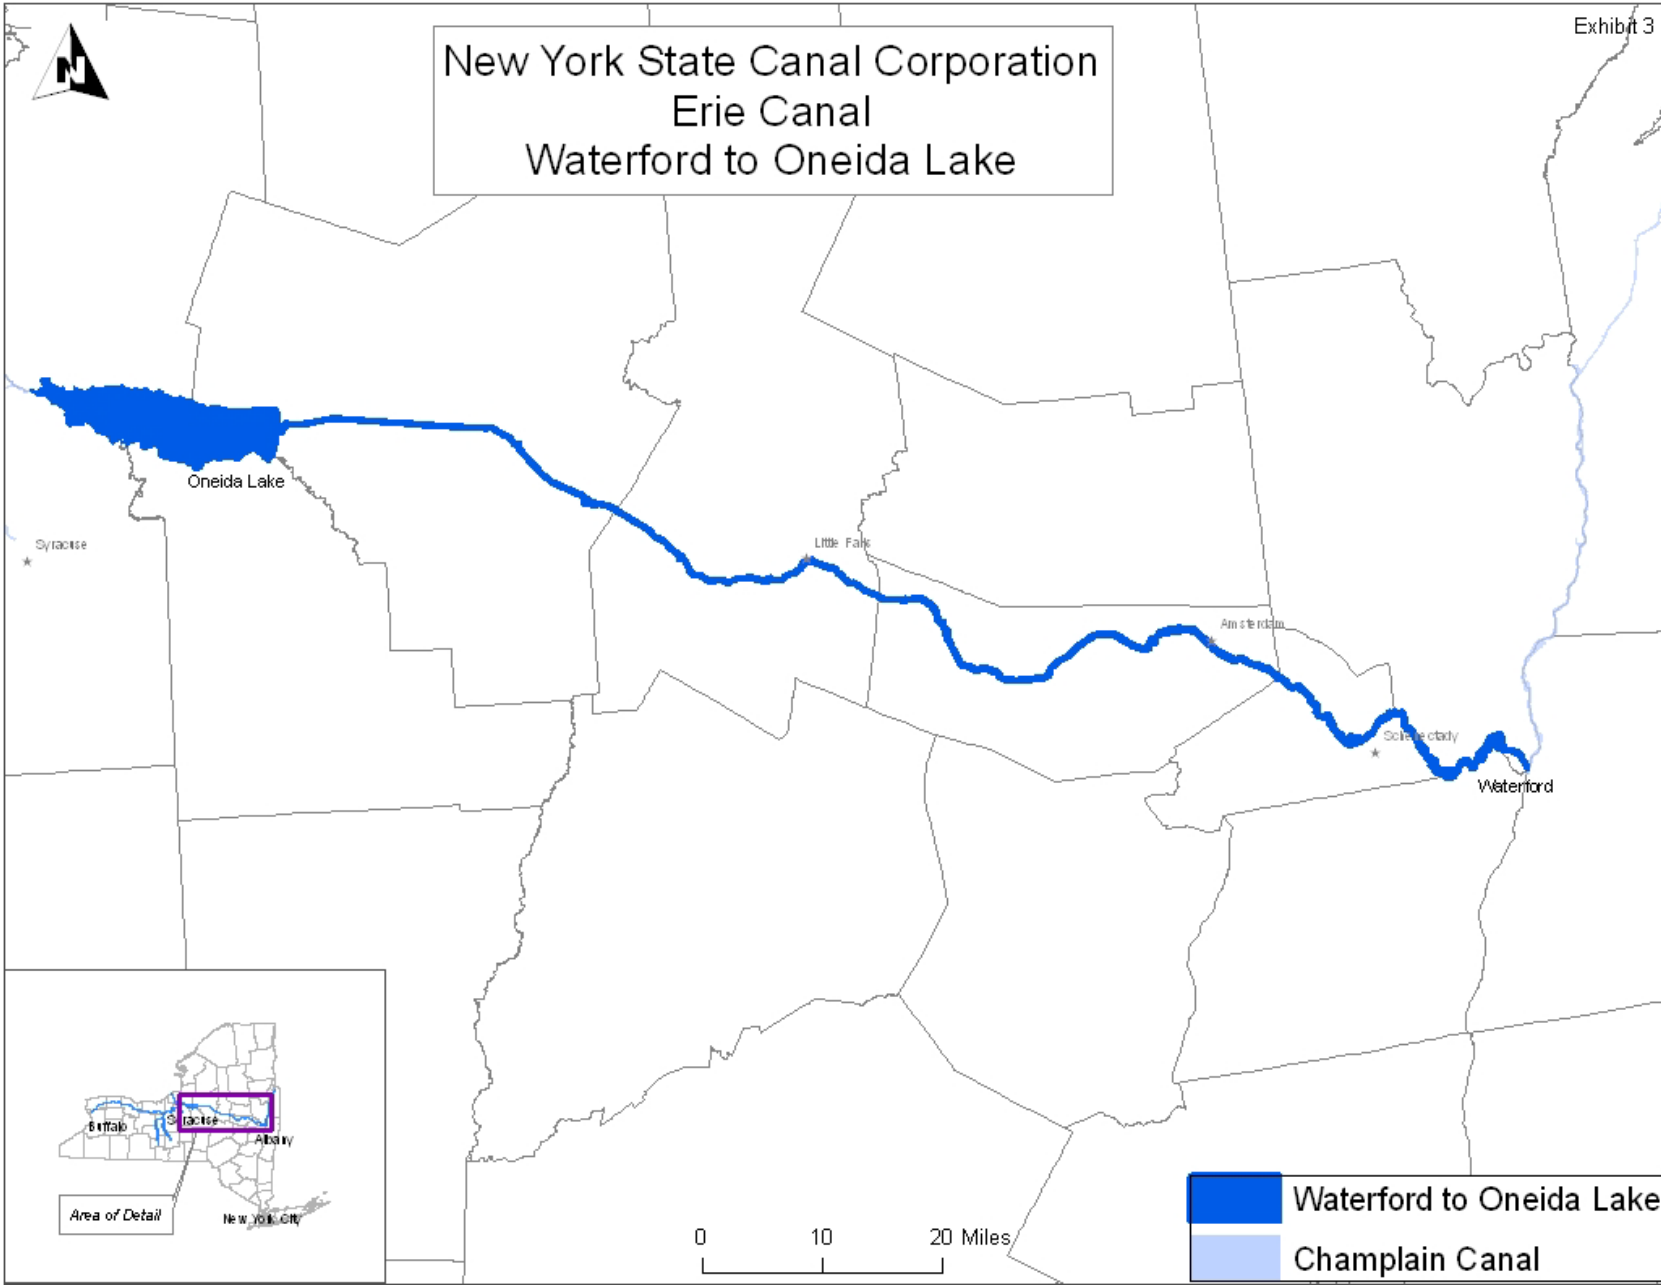 Exhibit 3
N
New York State Canal Corporation
Erie Canal
Waterford to Oneida Lake
Oneida Lake
Syracuse
Little Falls
Amsterdam
Schenectady
Waterford
Buffalo
Syracuse
Albany
New York City
Area of Detail
0 10 20 Miles
Waterford to Oneida Lake
Champlain Canal